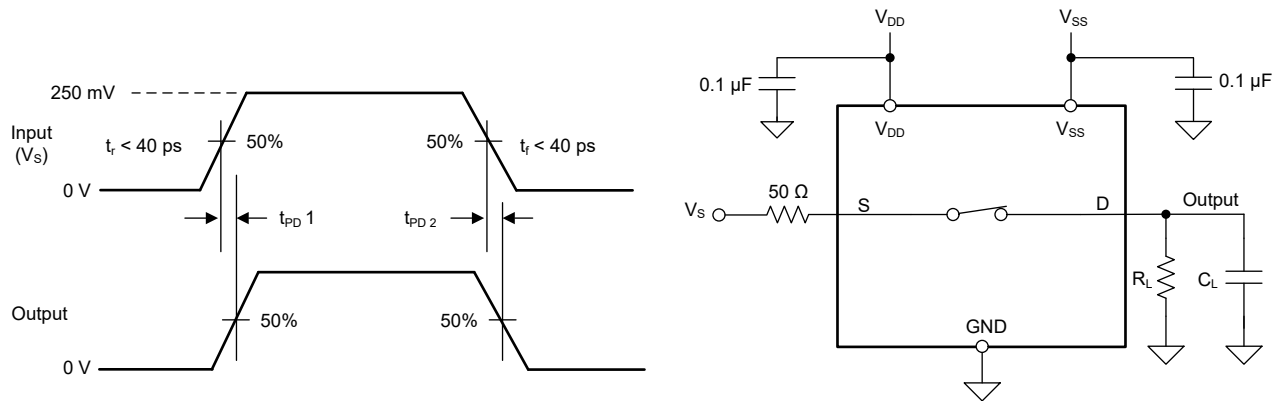 250 mV
Input
(VS)
tr < 40 ps
50%
50%
tf < 40 ps
0 V
tPD 1
tPD 2
Output
50%
50%
0 V
VDD
VSS
0.1 µF
0.1 µF
VDD
VSS
50 Ω
VS
S
D
Output
RL
CL
GND